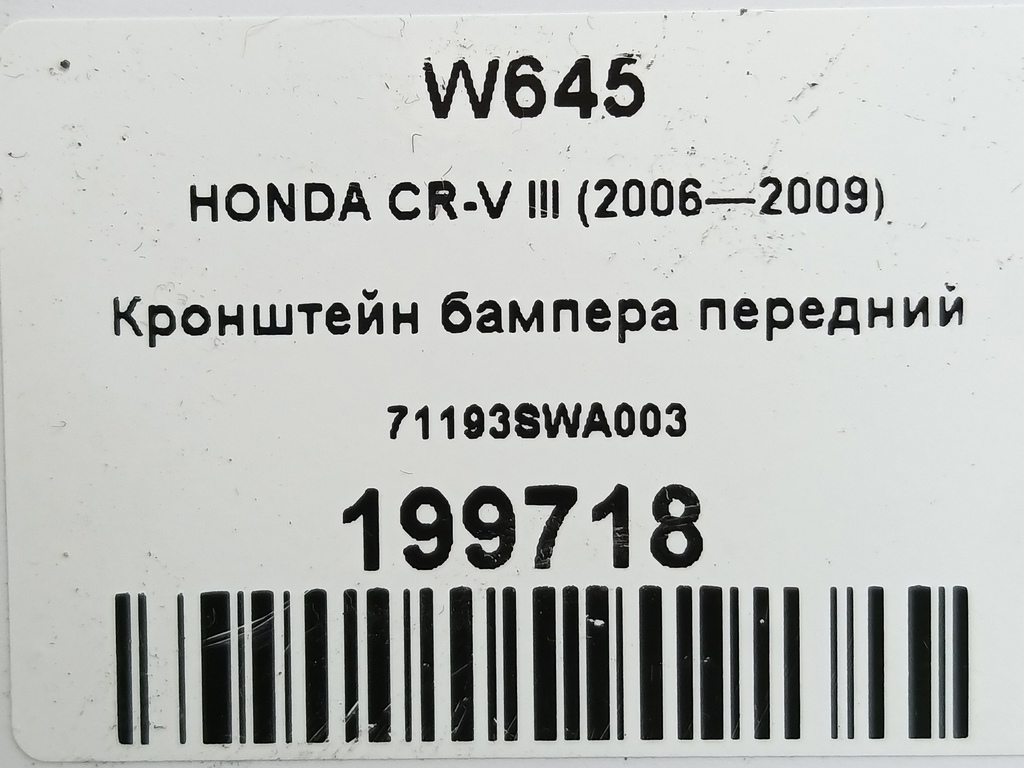 W645
HONDA CR-V III (2006—2009)
Кронштейн бампера передний
71193SWA003
199718